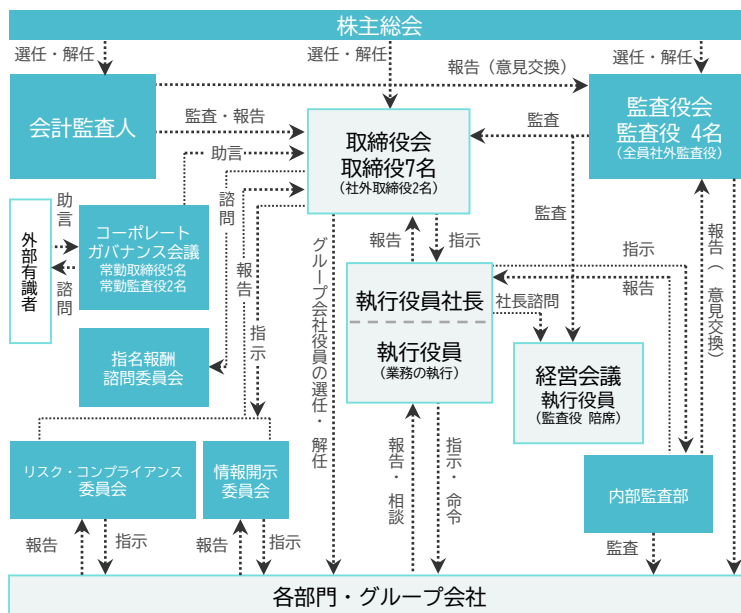 株主総会
選任・解任
選任・解任
選任・解任
報告（意見交換）
会計監査人
監査・報告
取締役会
取締役7名
（社外取締役2名）
監査
監査役会
監査役 4名
（全員社外監査役）
助言
諮問
監査
助言
外部有識者
諮問
コーポレート
ガバナンス会議
常勤取締役5名
常勤監査役2名
報告
指示
グループ会社役員の選任・解任
報告
指示
指示
報告
報告（意見交換）
執行役員社長
社長諮問
執行役員
（業務の執行）
指名報酬
諮問委員会
経営会議
執行役員
（監査役 陪席）
リスク・コンプライアンス
委員会
情報開示
委員会
報告・相談
指示・命令
内部監査部
報告
指示
報告
指示
監査
各部門・グループ会社